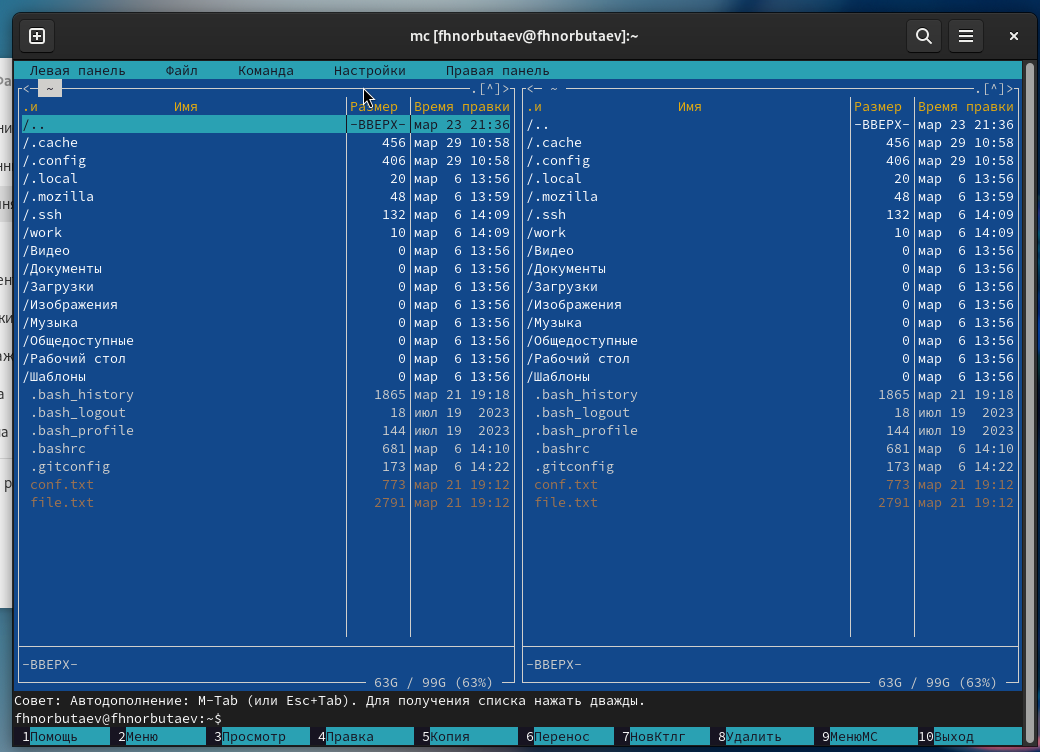 mc [fhnorbutaev@fhnorbutaev]:~
Левая панель Файл Команда Настройки Правая панель
<- ~ .[^]> <- ~ .[^]>
.и Имя Размер Время правки .и Имя Размер Время правки
/.. -ВВЕРХ- мар 23 21:36 /.. -ВВЕРХ- мар 23 21:36
/.cache 456 мар 29 10:58 /.cache 456 мар 29 10:58
/.config 406 мар 29 10:58 /.config 406 мар 29 10:58
/.local 20 мар 6 13:56 /.local 20 мар 6 13:56
/.mozilla 48 мар 6 13:59 /.mozilla 48 мар 6 13:59
/.ssh 132 мар 6 14:09 /.ssh 132 мар 6 14:09
/work 10 мар 6 14:09 /work 10 мар 6 14:09
/Видео 0 мар 6 13:56 /Видео 0 мар 6 13:56
/Документы 0 мар 6 13:56 /Документы 0 мар 6 13:56
/Загрузки 0 мар 6 13:56 /Загрузки 0 мар 6 13:56
/Изображения 0 мар 6 13:56 /Изображения 0 мар 6 13:56
/Музыка 0 мар 6 13:56 /Музыка 0 мар 6 13:56
/Общедоступные 0 мар 6 13:56 /Общедоступные 0 мар 6 13:56
/Рабочий стол 0 мар 6 13:56 /Рабочий стол 0 мар 6 13:56
/Шаблоны 0 мар 6 13:56 /Шаблоны 0 мар 6 13:56
.bash_history 1865 мар 21 19:18 .bash_history 1865 мар 21 19:18
.bash_logout 18 июл 19 2023 .bash_logout 18 июл 19 2023
.bash_profile 144 июл 19 2023 .bash_profile 144 июл 19 2023
.bashrc 681 мар 6 14:10 .bashrc 681 мар 6 14:10
.gitconfig 173 мар 6 14:22 .gitconfig 173 мар 6 14:22
conf.txt 773 мар 21 19:12 conf.txt 773 мар 21 19:12
file.txt 2791 мар 21 19:12 file.txt 2791 мар 21 19:12
-ВВЕРХ- -ВВЕРХ-
63G / 99G (63%) 63G / 99G (63%)
Совет: Автодополнение: M-Tab (или Esc+Tab). Для получения списка нажать дважды.
fhnorbutaev@fhnorbutaev:~$
1Помощь 2Меню 3Просмотр 4Правка 5Копия 6Перенос 7НовКтлг 8Удалить 9МенюMC 10Выход